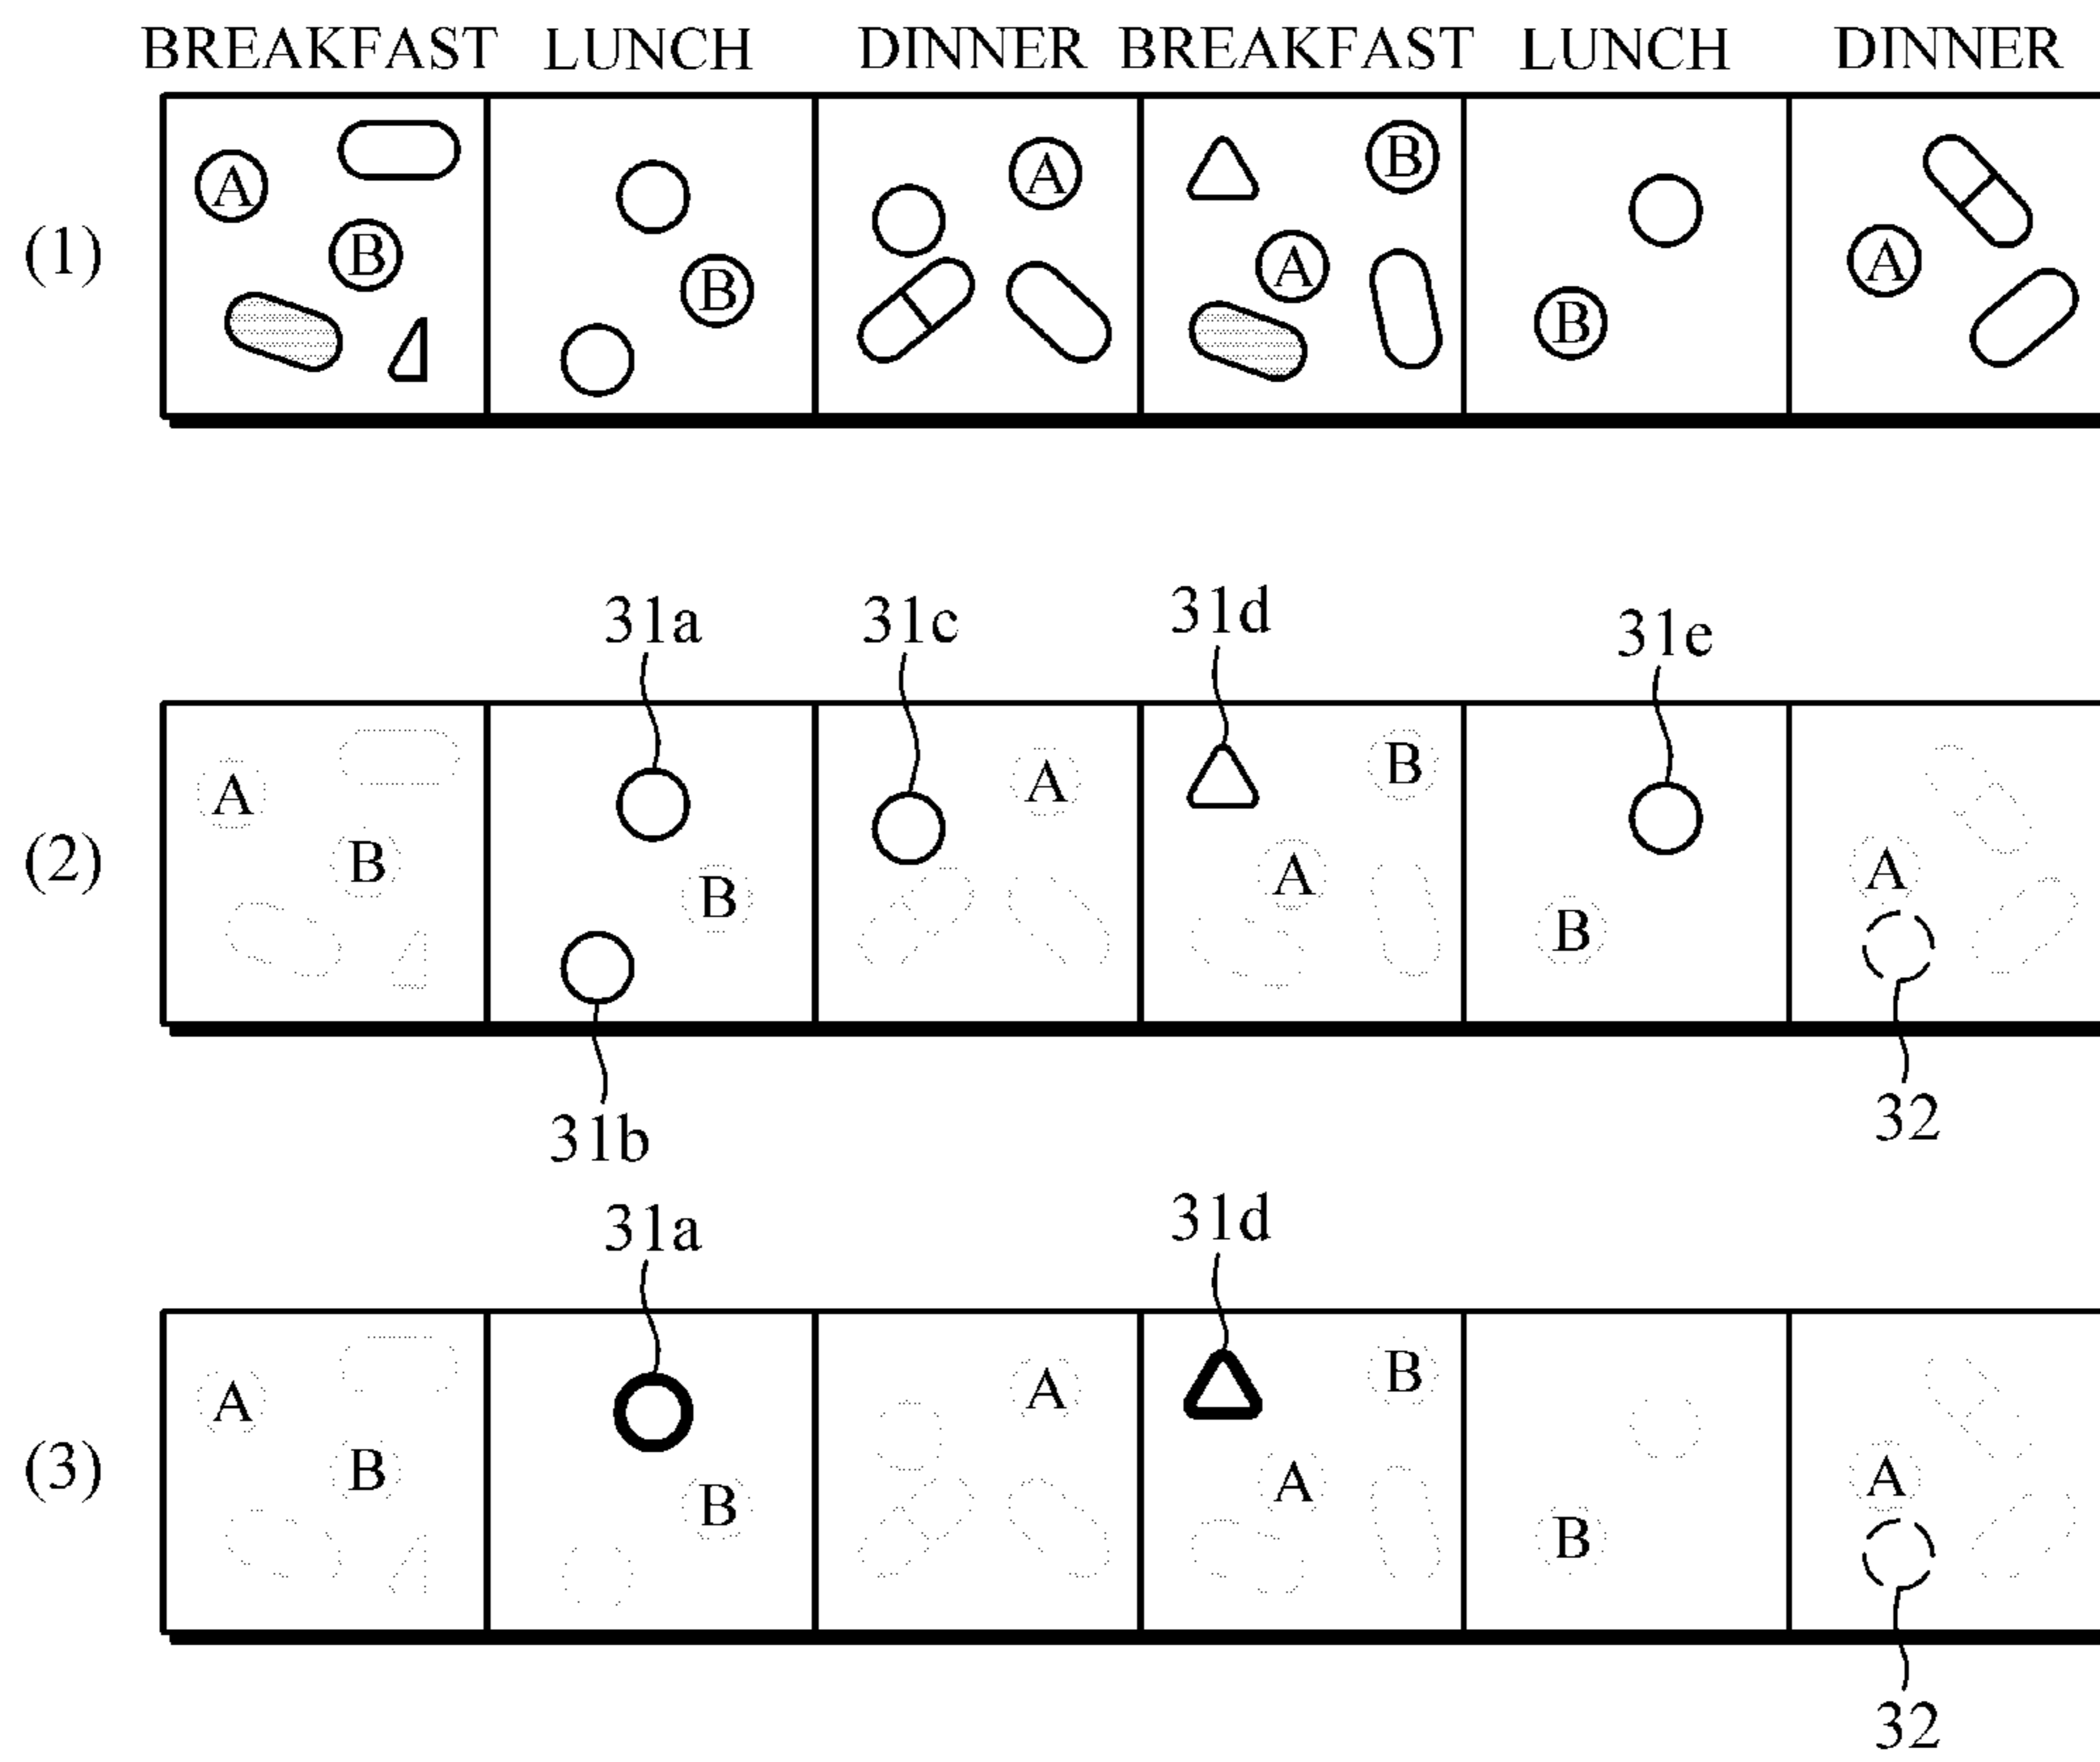 BREAKFAST LUNCH DINNER BREAKFAST LUNCH DINNER
(1)
A B B A B A B A
31a 31c 31d 31e
(2)
A B B A B A B A
31b 32
31a 31d
(3)
A B B A B A B A
32